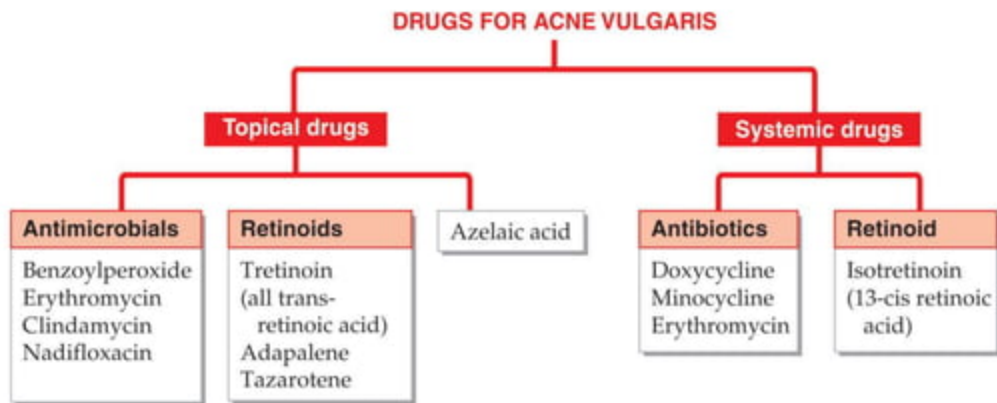 DRUGS FOR ACNE VULGARIS
Topical drugs
Systemic drugs
Antimicrobials
Benzoylperoxide
Erythromycin
Clindamycin
Nadifloxacin
Retinoids
Tretinoin
(all trans-
retinoic acid)
Adapalene
Tazarotene
Azelaic acid
Antibiotics
Doxycycline
Minocycline
Erythromycin
Retinoid
Isotretinoin
(13-cis retinoic
acid)